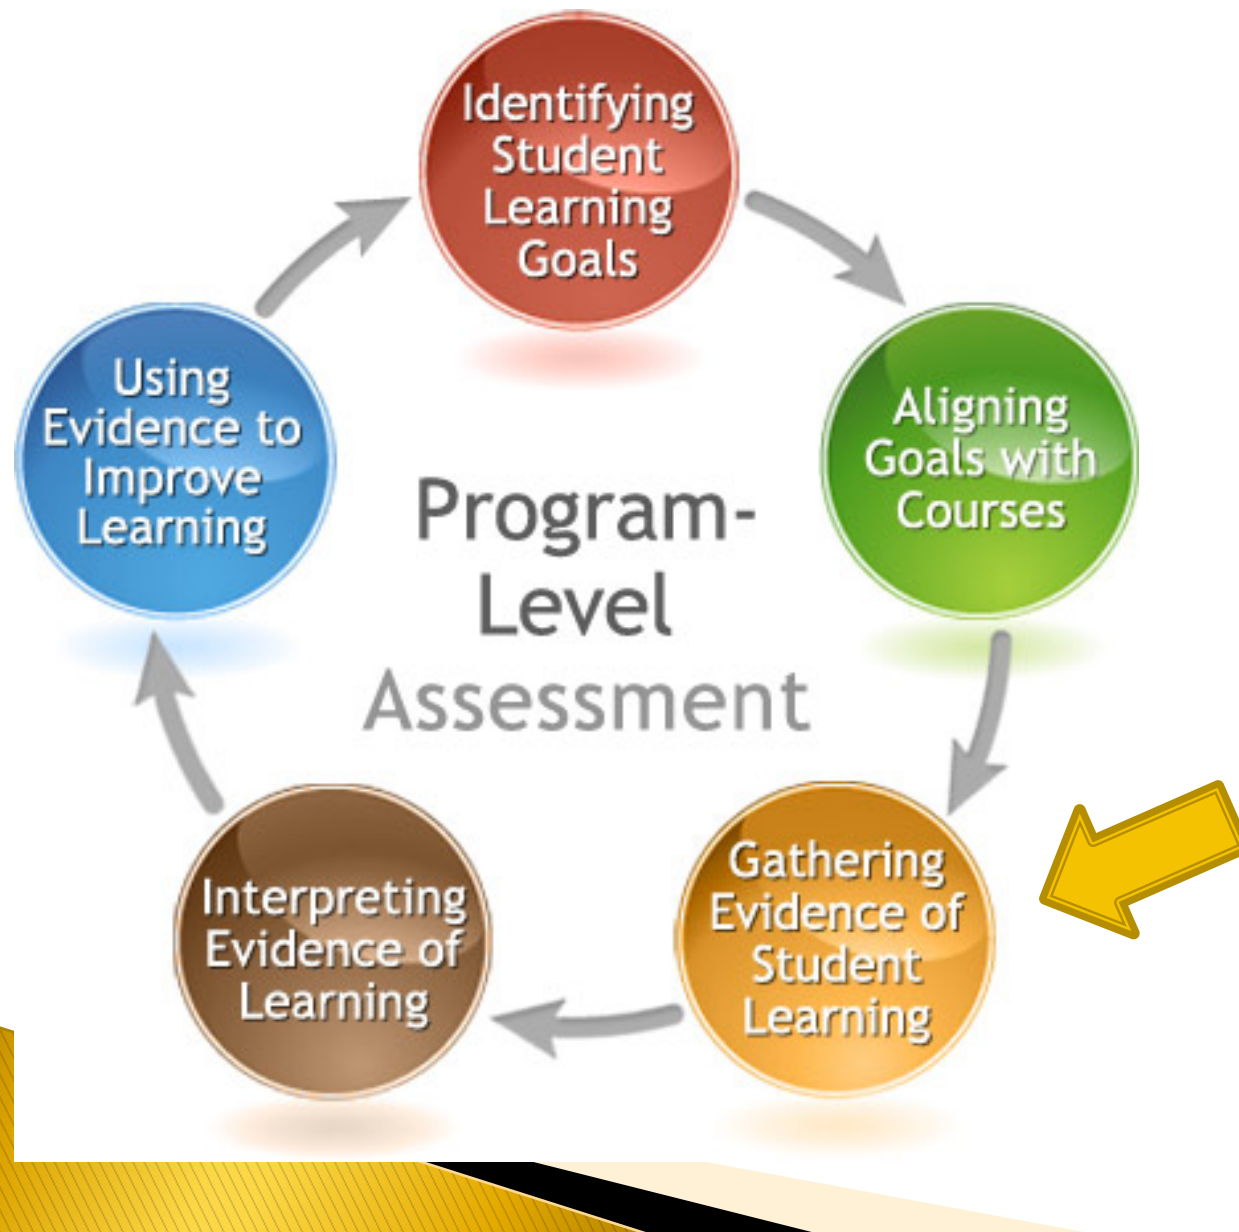 Identifying
Student
Learning
Goals
Aligning
Goals with
Courses
Gathering
Evidence of
Student
Learning
Interpreting
Evidence of
Learning
Using
Evidence to
Improve
Learning
Program-
Level
Assessment